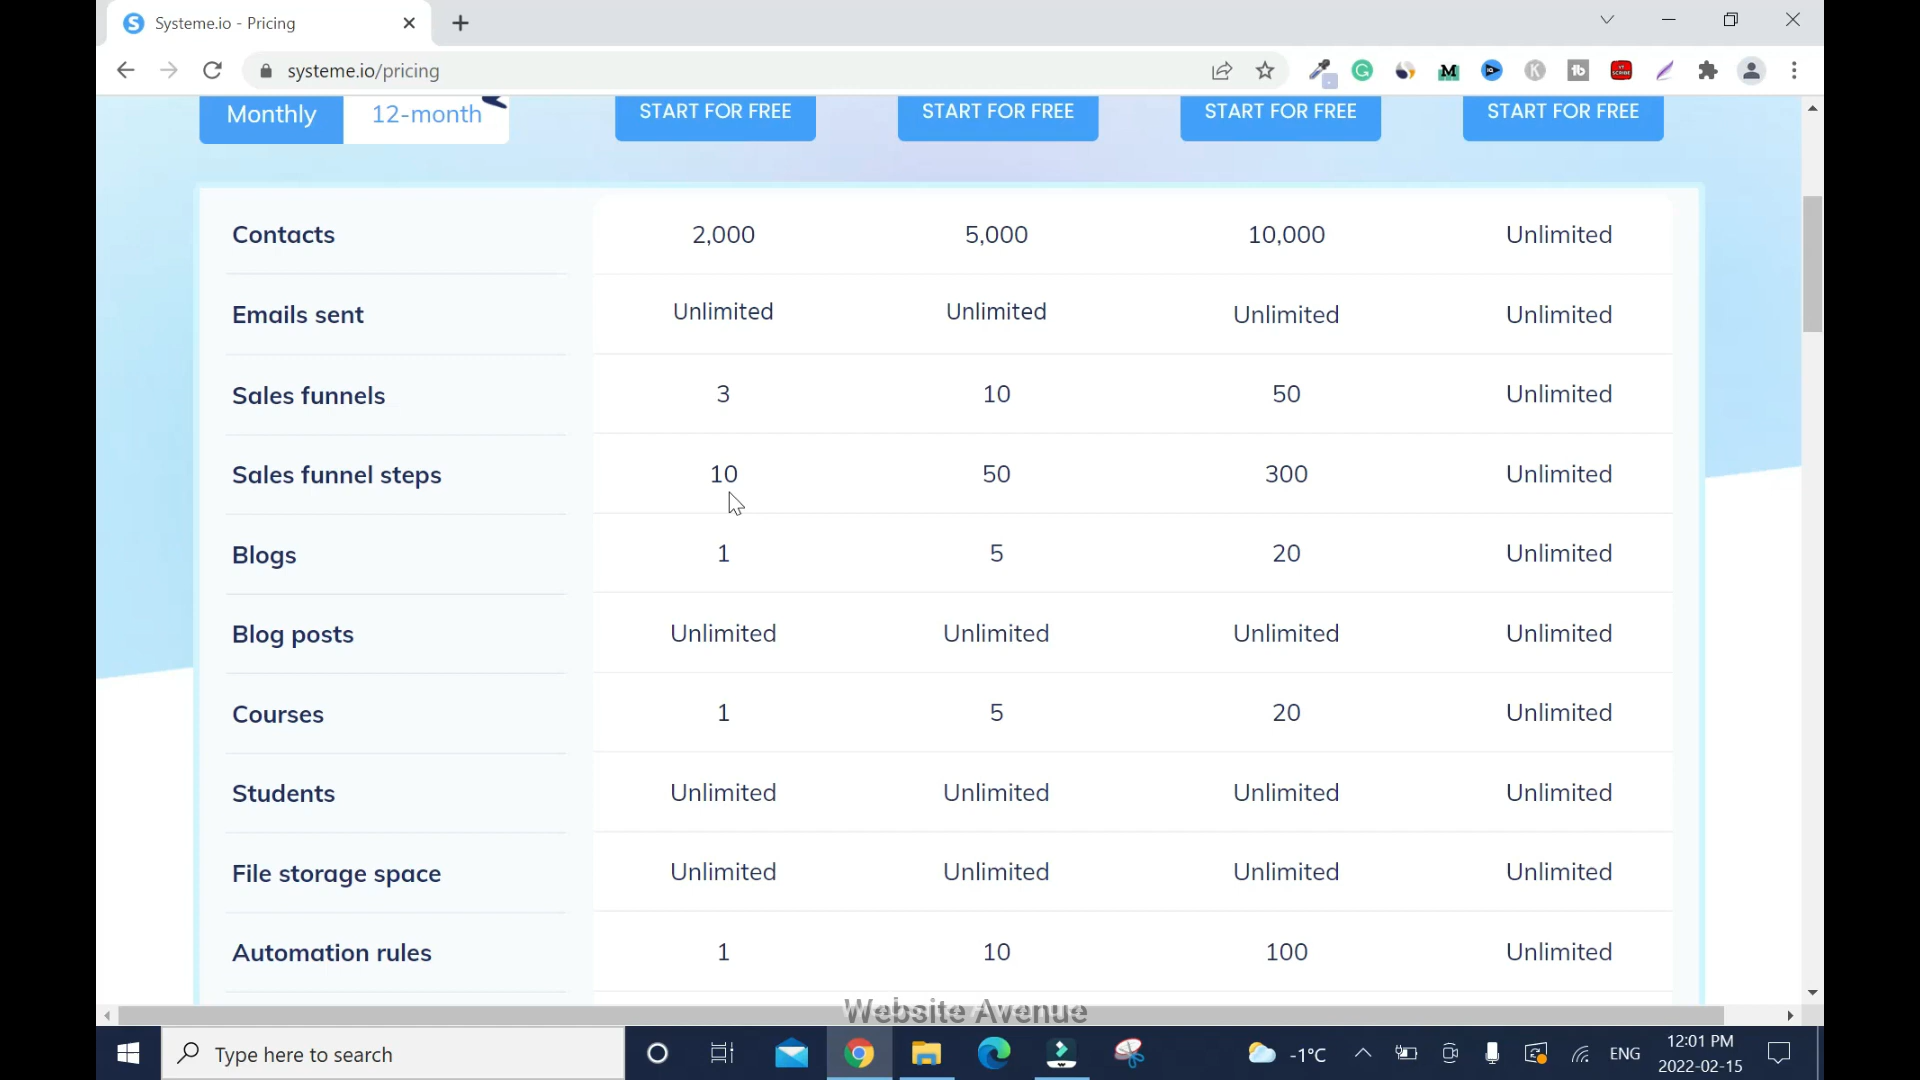 Systeme.io - Pricing
systeme.io/pricing
Monthly 12-month START FOR FREE START FOR FREE START FOR FREE START FOR FREE
Contacts 2,000 5,000 10,000 Unlimited
Emails sent Unlimited Unlimited Unlimited Unlimited
Sales funnels 3 10 50 Unlimited
Sales funnel steps 10 50 300 Unlimited
Blogs 1 5 20 Unlimited
Blog posts Unlimited Unlimited Unlimited Unlimited
Courses 1 5 20 Unlimited
Students Unlimited Unlimited Unlimited Unlimited
File storage space Unlimited Unlimited Unlimited Unlimited
Automation rules 1 10 100 Unlimited
Website Avenue
Type here to search -1°C ENG 12:01 PM
2022-02-15